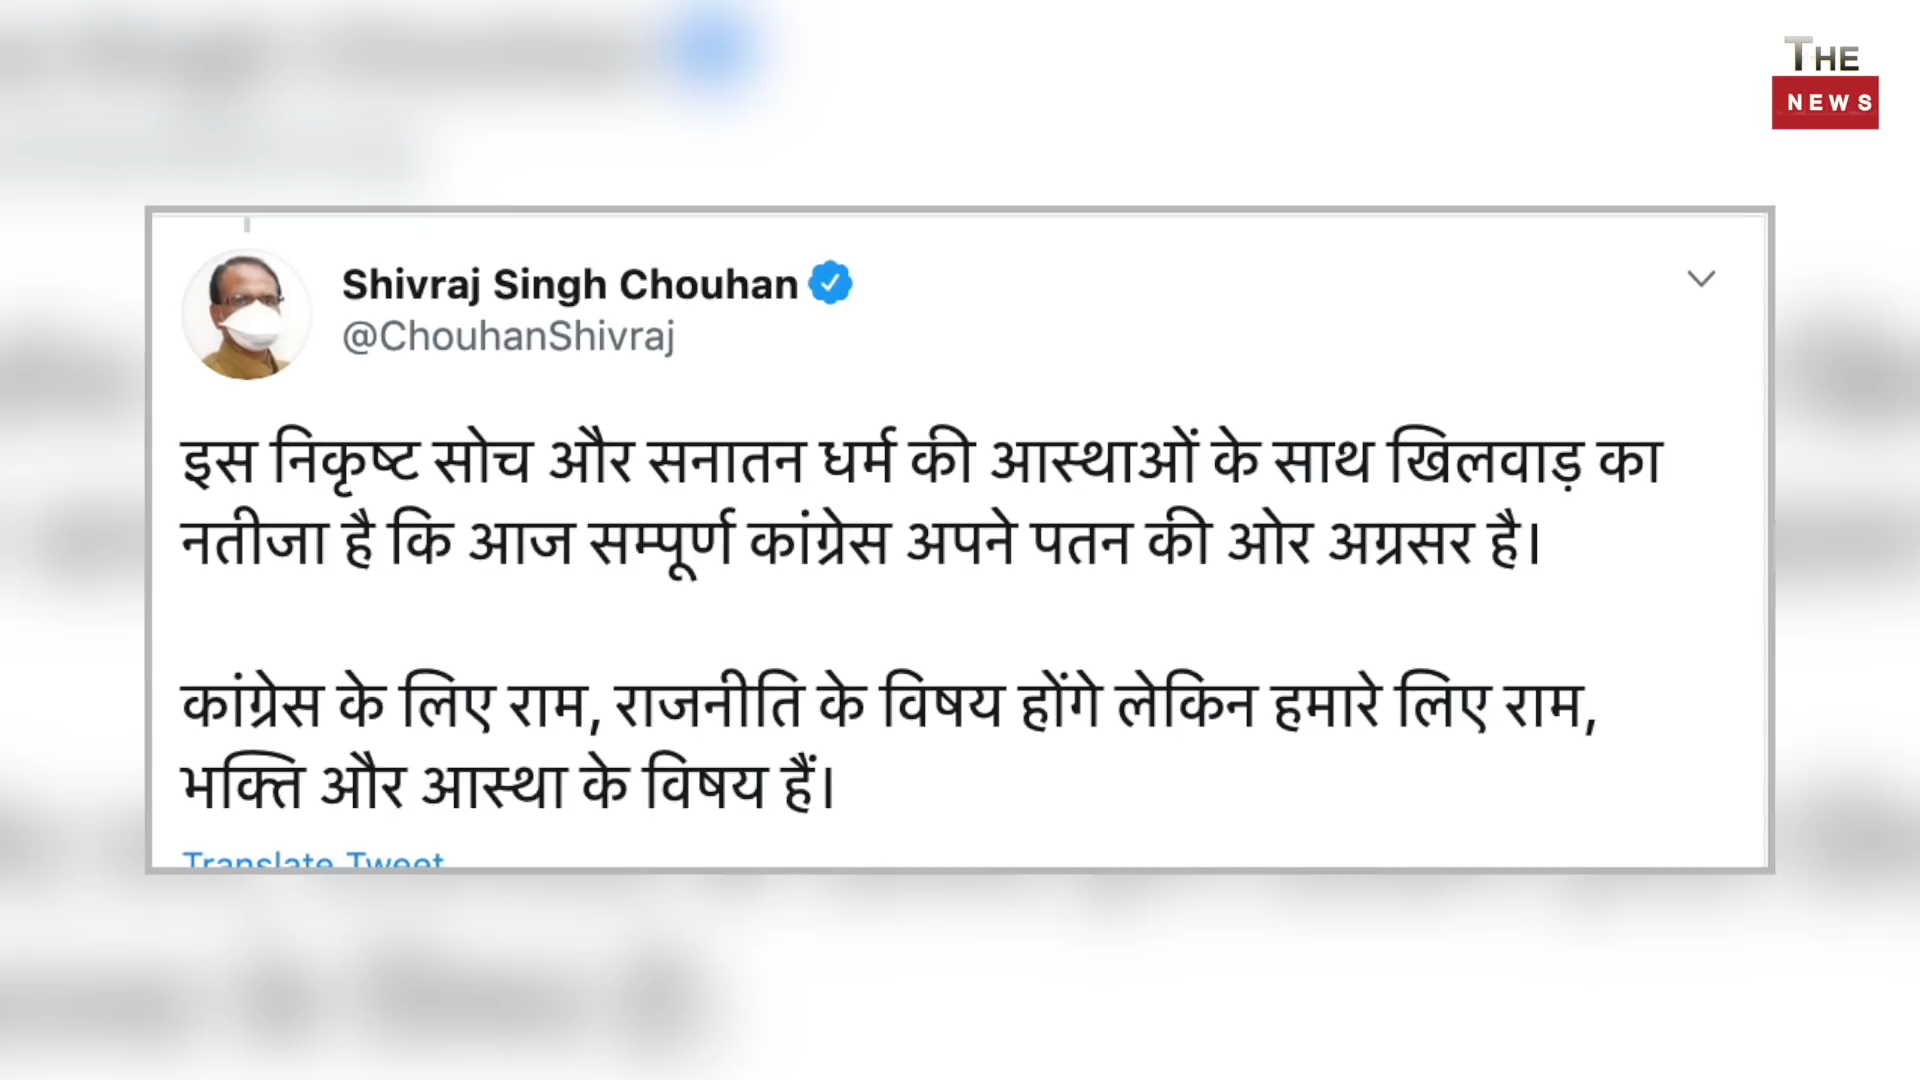 THE
NEWS
Shivraj Singh Chouhan
@ChouhanShivraj
इस निकृष्ट सोच और सनातन धर्म की आस्थाओं के साथ खिलवाड़ का
नतीजा है कि आज सम्पूर्ण कांग्रेस अपने पतन की ओर अग्रसर है।
कांग्रेस के लिए राम, राजनीति के विषय होंगे लेकिन हमारे लिए राम,
भक्ति और आस्था के विषय हैं।
Translate Tweet